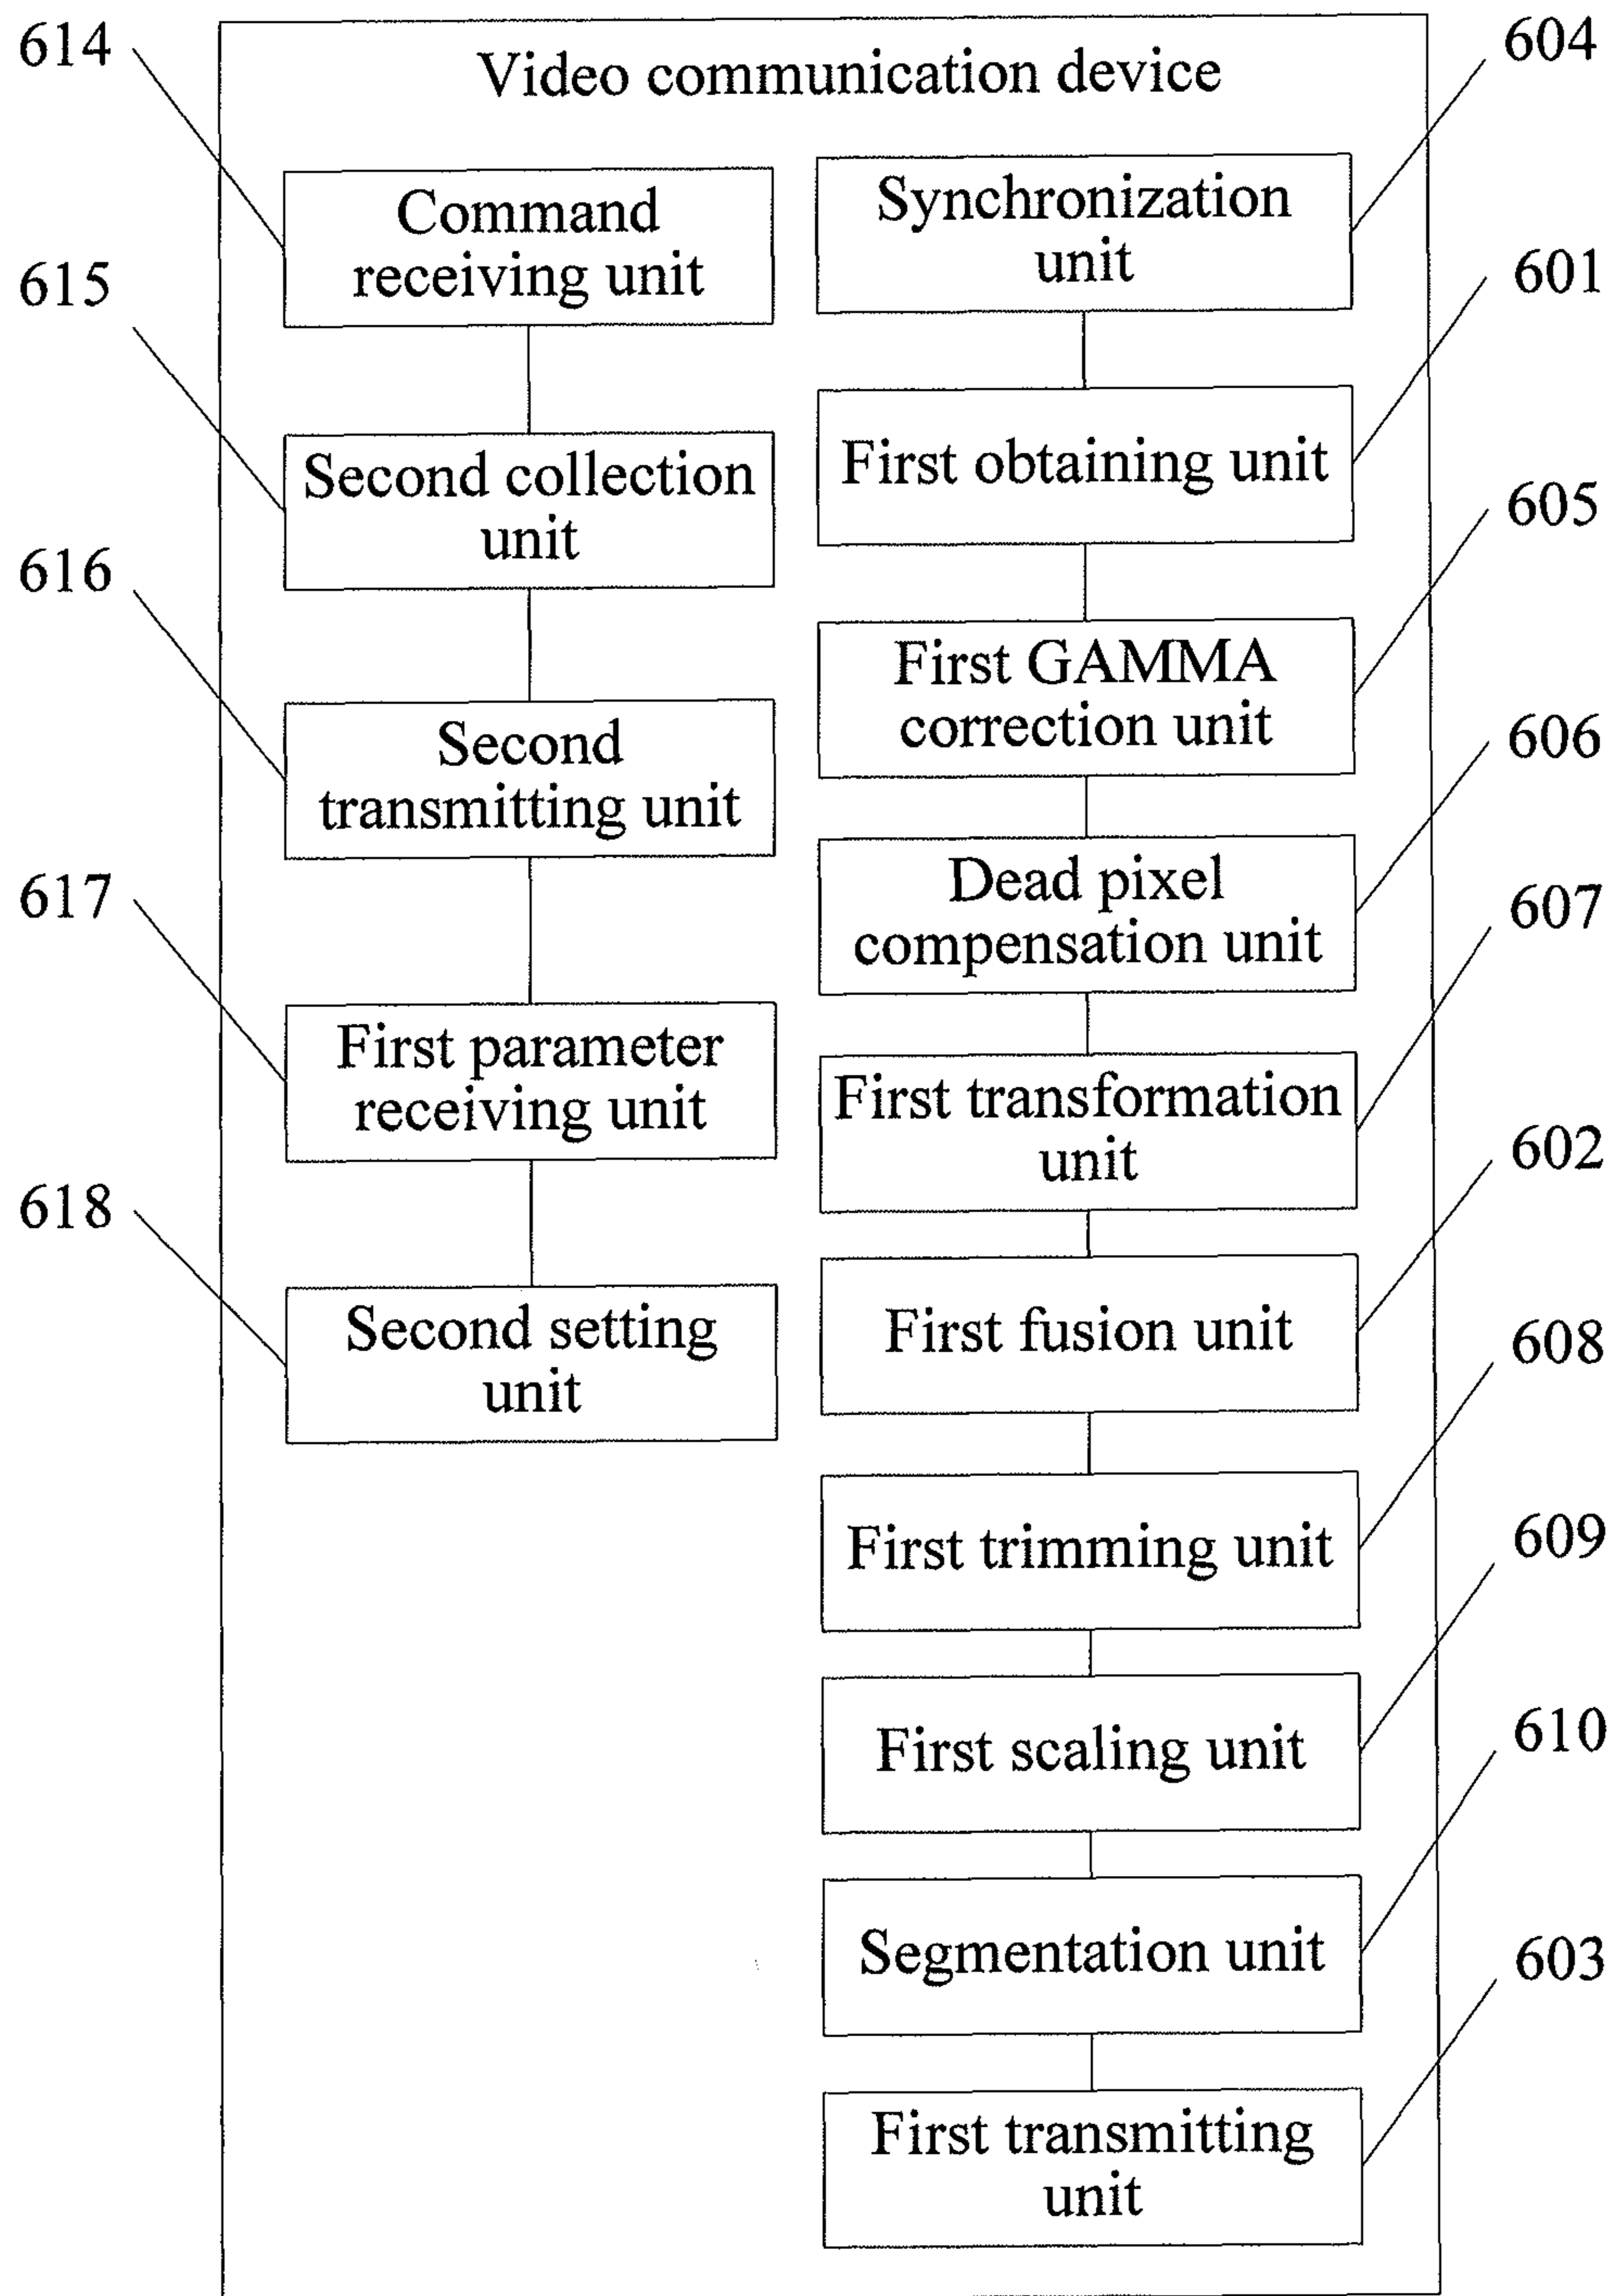 Video communication device
614
Command
receiving unit
615
Second collection
unit
616
Second
transmitting unit
617
First parameter
receiving unit
618
Second setting
unit
604
Synchronization
unit
601
First obtaining unit
605
First GAMMA
correction unit
606
Dead pixel
compensation unit
607
First transformation
unit
602
First fusion unit
608
First trimming unit
609
First scaling unit
610
Segmentation unit
603
First transmitting
unit